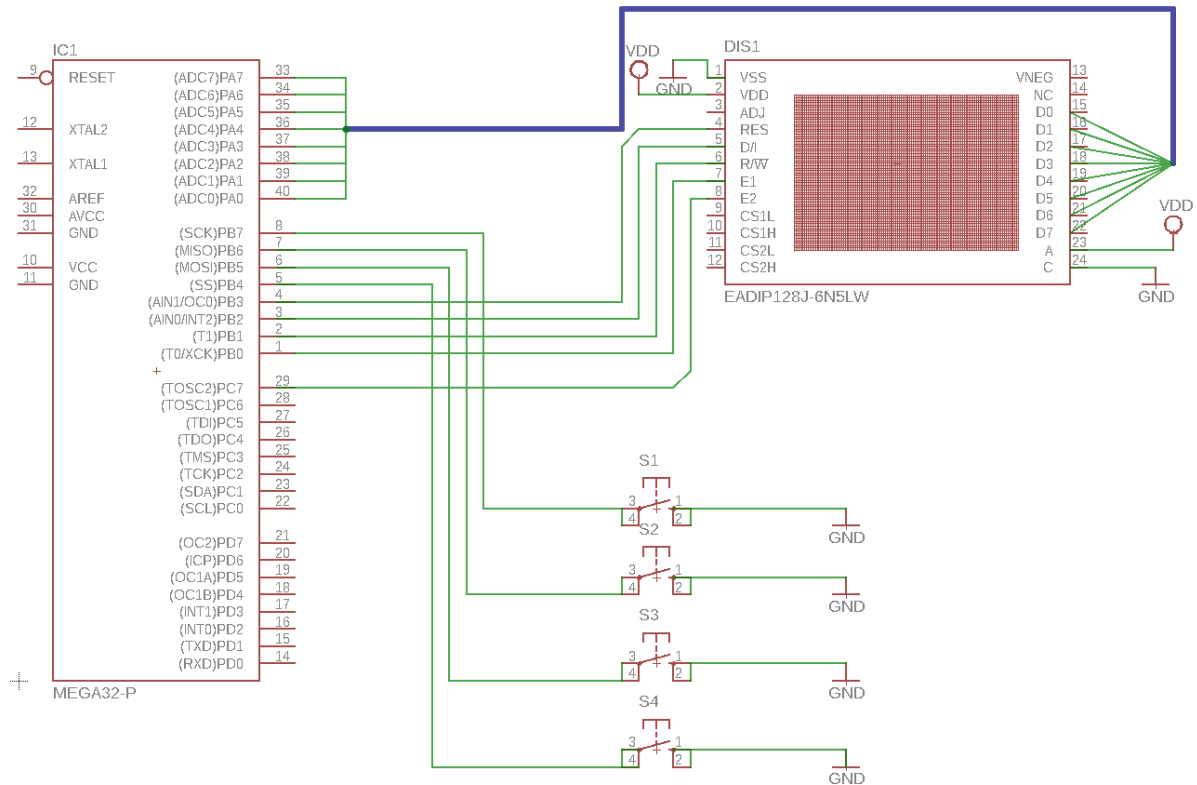 IC1
9 RESET (ADC7)PA7 33
(ADC6)PA6 34
(ADC5)PA5 35
12 XTAL2 (ADC4)PA4 36
(ADC3)PA3 37
13 XTAL1 (ADC2)PA2 38
(ADC1)PA1 39
32 AREF (ADC0)PA0 40
30 AVCC
31 GND (SCK)PB7 8
(MISO)PB6 7
10 VCC (MOSI)PB5 6
11 GND (SS)PB4 5
(AIN1/OC0)PB3 4
(AIN0/INT2)PB2 3
(T1)PB1 2
(T0/XCK)PB0 1
(TOSC2)PC7 29
(TOSC1)PC6 28
(TDI)PC5 27
(TDO)PC4 26
(TMS)PC3 25
(TCK)PC2 24
(SDA)PC1 23
(SCL)PC0 22
(OC2)PD7 21
(ICP)PD6 20
(OC1A)PD5 19
(OC1B)PD4 18
(INT1)PD3 17
(INT0)PD2 16
(TXD)PD1 15
(RXD)PD0 14
MEGA32-P
VDD
GND
DIS1
1 VSS VNEG 13
2 VDD NC 14
3 ADJ D0 15
4 RES D1 16
5 D/I D2 17
6 R/W D3 18
7 E1 D4 19
8 E2 D5 20
9 CS1L D6 21
10 CS1H D7 22
11 CS2L A 23
12 CS2H C 24
EADIP128J-6N5LW
VDD
GND
S1
3 1
4 2
GND
S2
3 1
4 2
GND
S3
3 1
4 2
GND
S4
3 1
4 2
GND